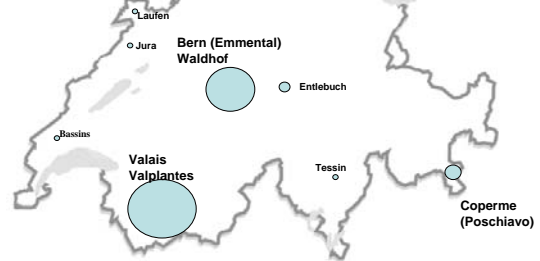 Laufen
Jura
Bern (Emmental)
Waldhof
Entlebuch
Bassins
Valais
Valplantes
Tessin
Coperme
(Poschiavo)